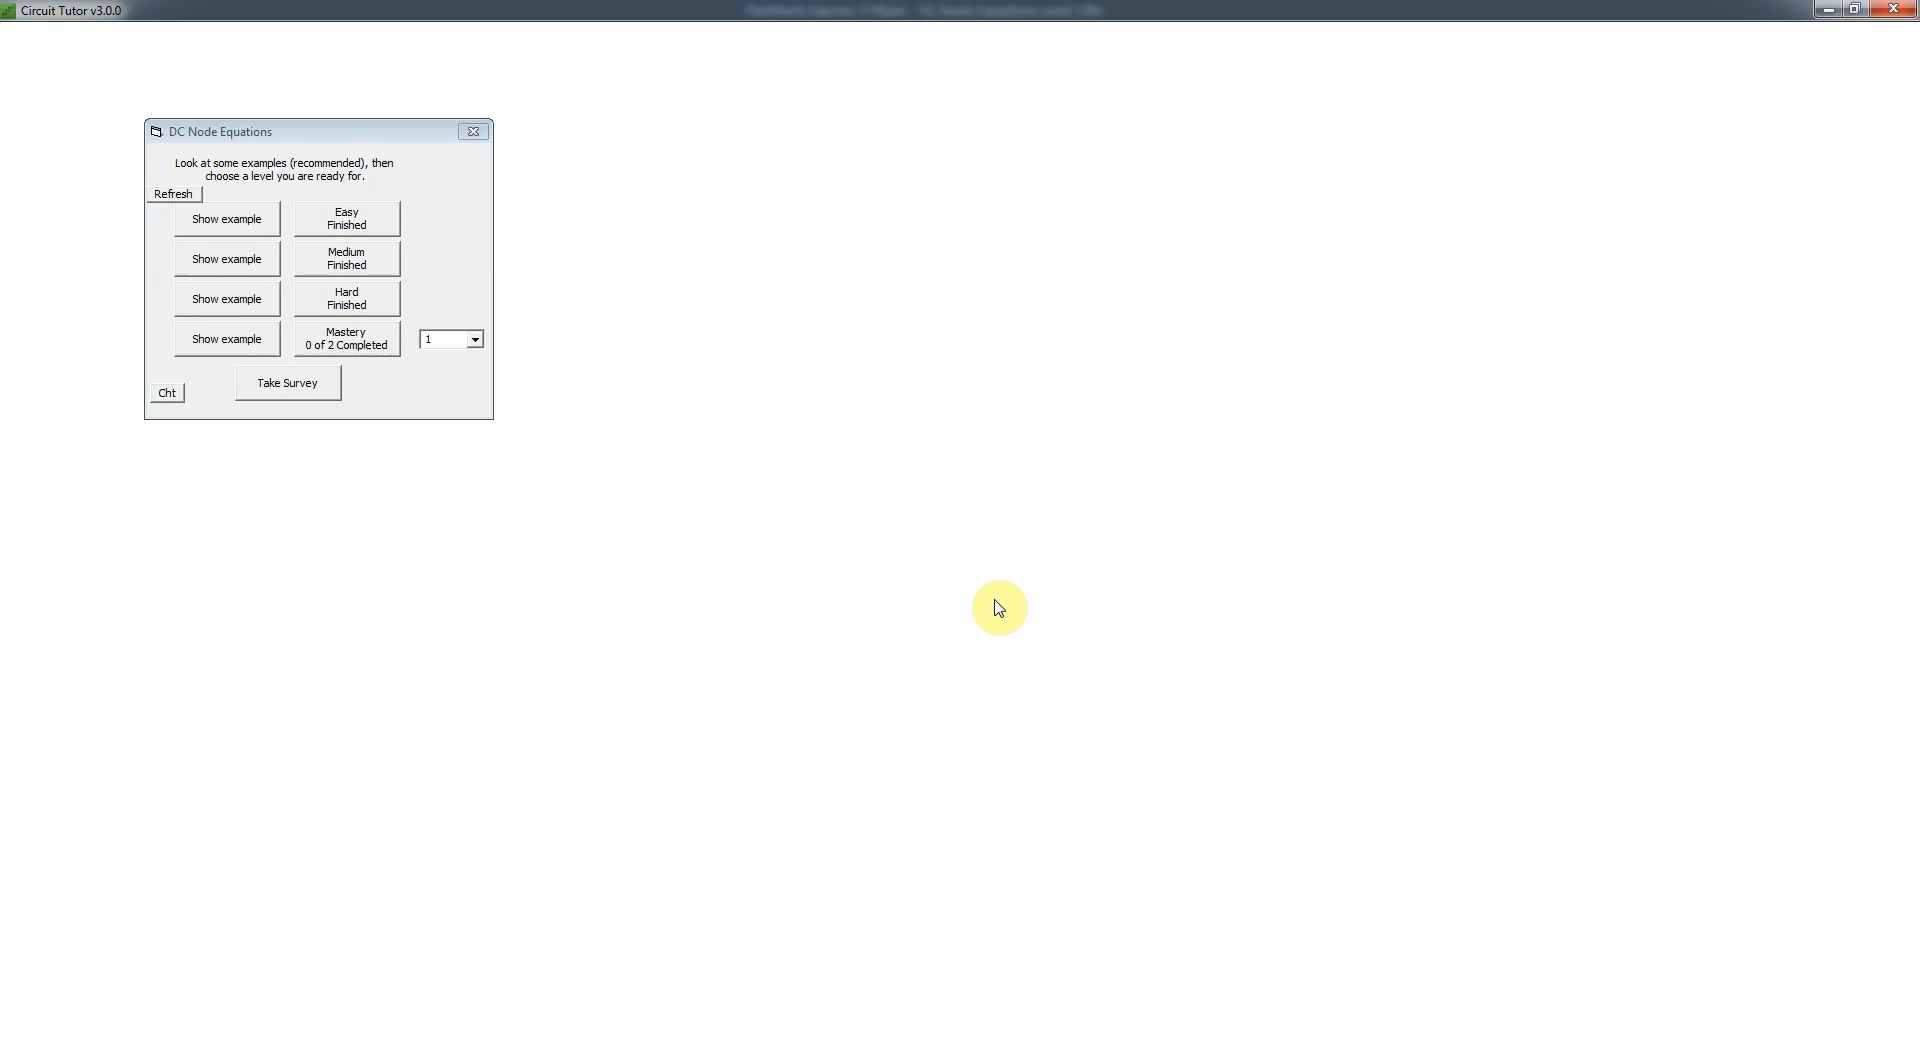 Circuit Tutor v3.0.0
DC Node Equations
Look at some examples (recommended), then
choose a level you are ready for.
Refresh
Show example
Easy
Finished
Show example
Medium
Finished
Show example
Hard
Finished
Show example
Mastery
0 of 2 Completed
1
Take Survey
Cht